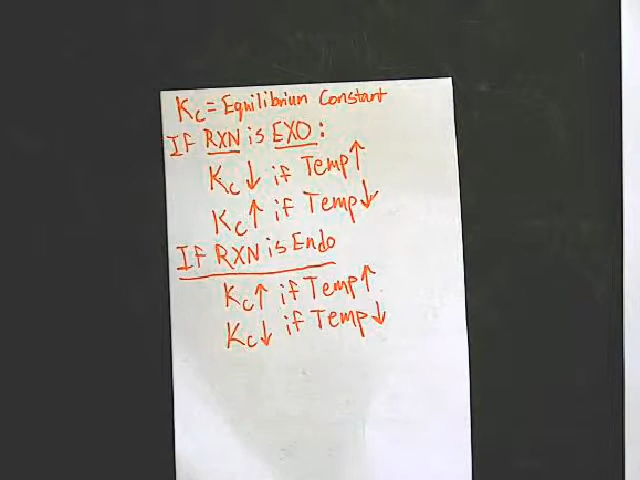 Kc = Equilibrium Constant
If RXN is EXO:
Kc↓ if Temp↑
Kc↑ if Temp↓
If RXN is Endo
Kc↑ if Temp↑
Kc↓ if Temp↓